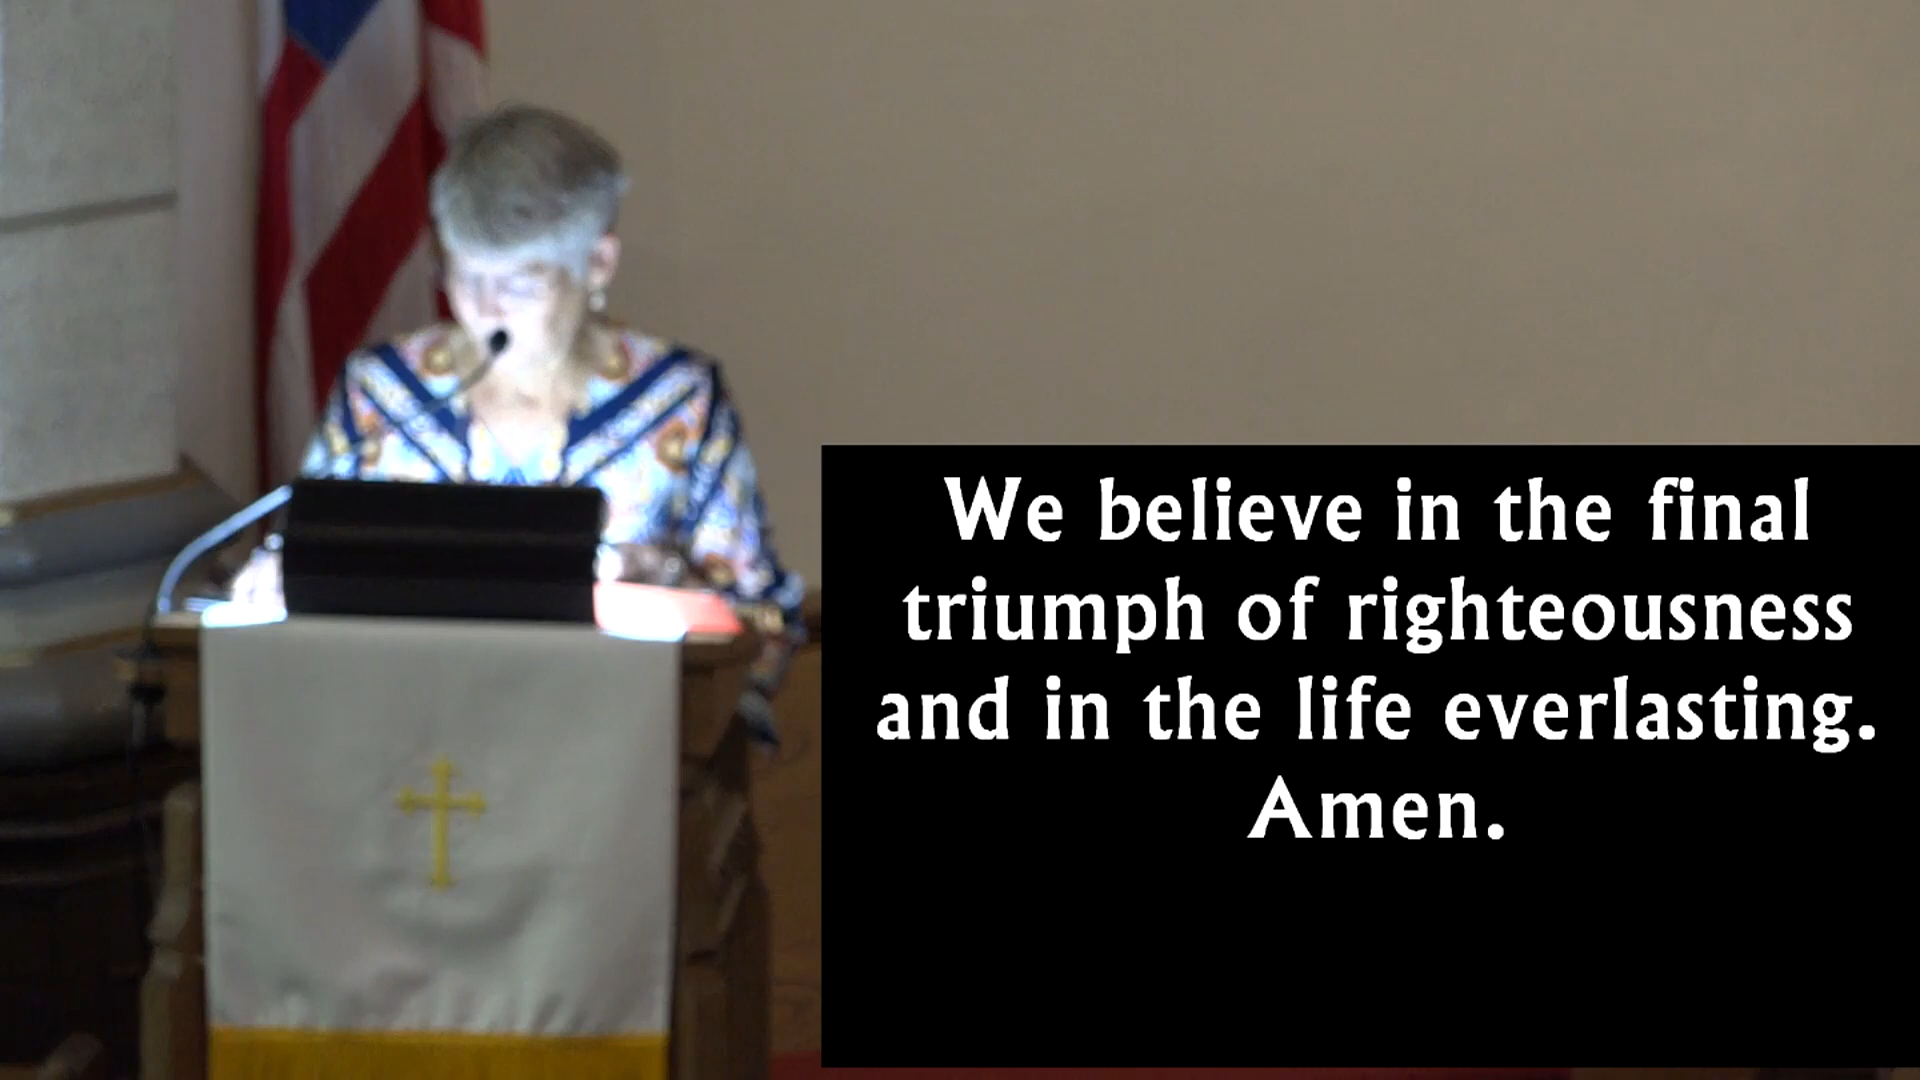 We believe in the final
triumph of righteousness
and in the life everlasting.
Amen.